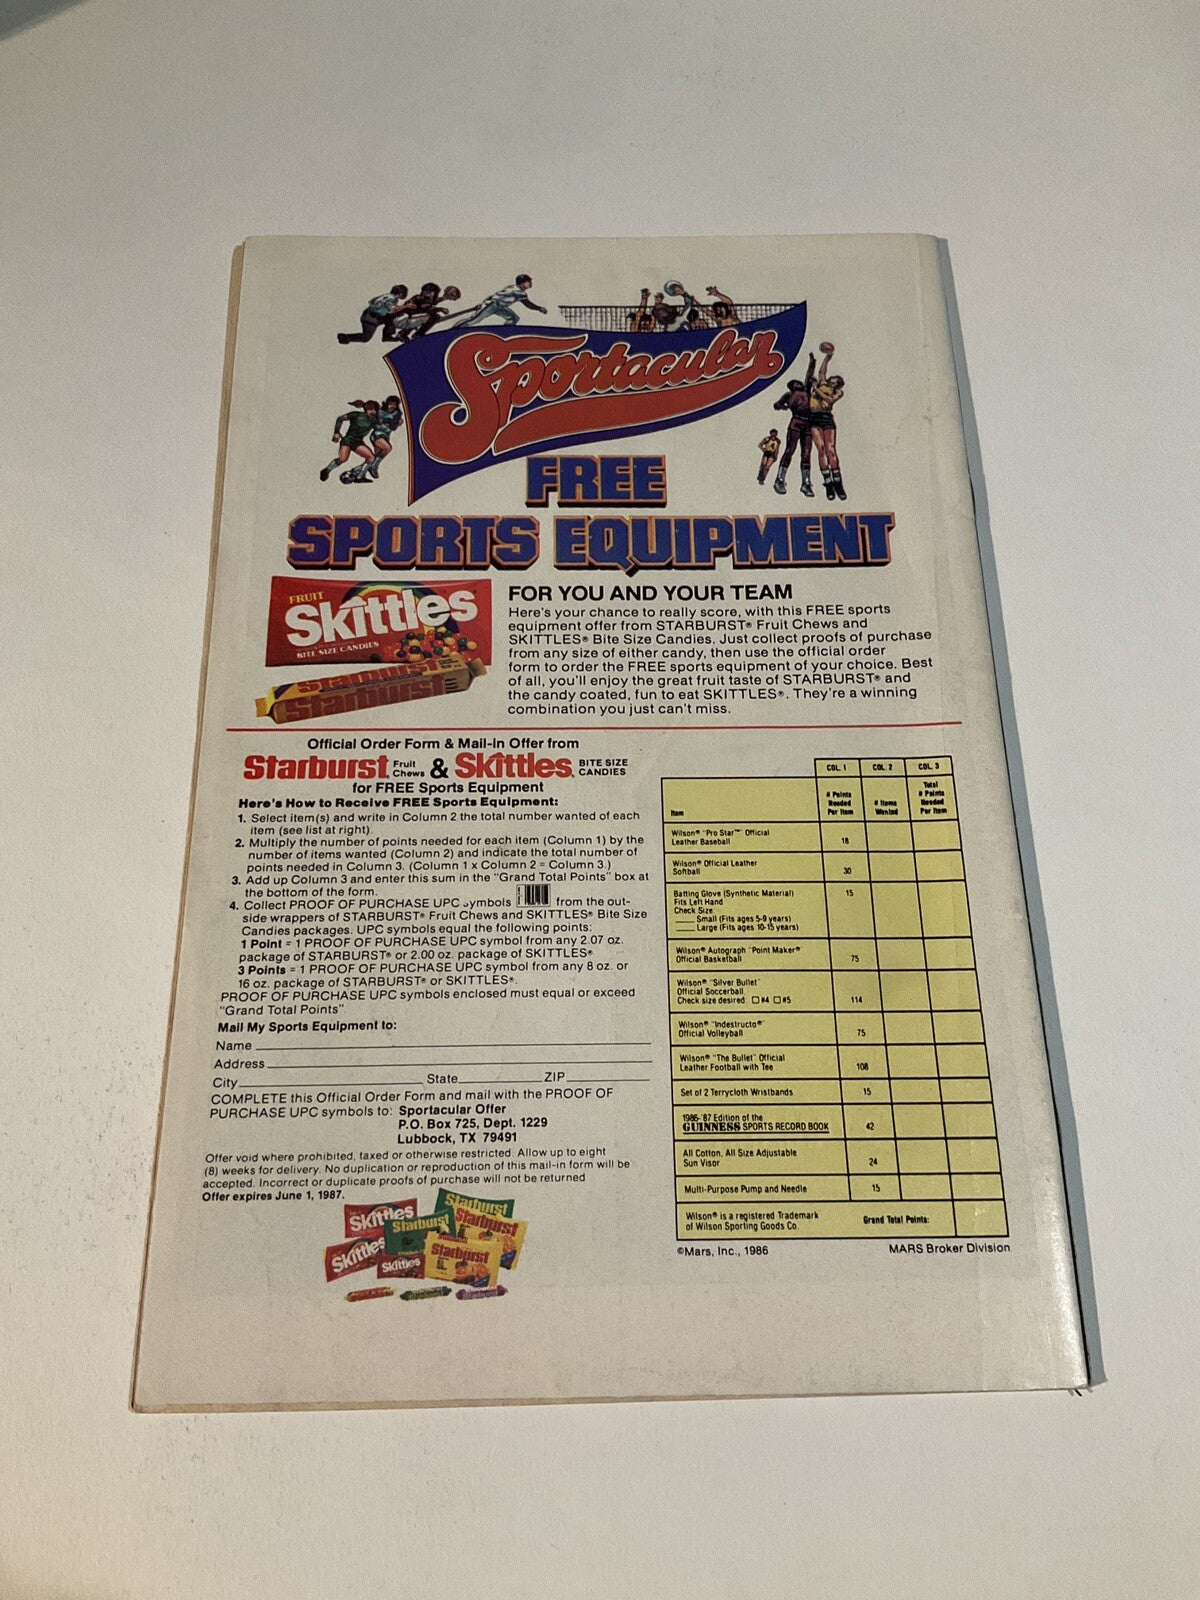 Sportacular
FREE
SPORTS EQUIPMENT
FRUIT
Skittles
BITE SIZE CANDIES
Starburst
Starburst
FOR YOU AND YOUR TEAM
Here's your chance to really score, with this FREE sports
equipment offer from STARBURST® Fruit Chews and
SKITTLES® Bite Size Candies. Just collect proofs of purchase
from any size of either candy, then use the official order
form to order the FREE sports equipment of your choice. Best
of all, you'll enjoy the great fruit taste of STARBURST® and
the candy coated, fun to eat SKITTLES®. They're a winning
combination you just can't miss.
Official Order Form & Mail-in Offer from
Starburst Fruit Chews & Skittles BITE SIZE CANDIES
for FREE Sports Equipment
Here's How to Receive FREE Sports Equipment:
1. Select item(s) and write in Column 2 the total number wanted of each
item (see list at right)
2. Multiply the number of points needed for each item (Column 1) by the
number of items wanted (Column 2) and indicate the total number of
points needed in Column 3. (Column 1 x Column 2 = Column 3.)
3. Add up Column 3 and enter this sum in the "Grand Total Points" box at
the bottom of the form.
4. Collect PROOF OF PURCHASE UPC symbols from the out-
side wrappers of STARBURST® Fruit Chews and SKITTLES® Bite Size
Candies packages. UPC symbols equal the following points:
1 Point = 1 PROOF OF PURCHASE UPC symbol from any 2.07 oz.
package of STARBURST® or 2.00 oz. package of SKITTLES®
3 Points = 1 PROOF OF PURCHASE UPC symbol from any 8 oz. or
16 oz. package of STARBURST® or SKITTLES®.
PROOF OF PURCHASE UPC symbols enclosed must equal or exceed
"Grand Total Points"
Mail My Sports Equipment to:
Name
Address
City State ZIP
COMPLETE this Official Order Form and mail with the PROOF OF
PURCHASE UPC symbols to: Sportacular Offer
P.O. Box 725, Dept. 1229
Lubbock, TX 79491
Offer void where prohibited, taxed or otherwise restricted. Allow up to eight
(8) weeks for delivery. No duplication or reproduction of this mail-in form will be
accepted. Incorrect or duplicate proofs of purchase will not be returned
Offer expires June 1, 1987.
Skittles
Starburst
Starburst
Starburst
Skittles
Skittles
Starburst
COL. 1 COL. 2 COL. 3
Item # Points Needed Per Item # Items Wanted Total # Points Needed Per Item
Wilson® "Pro Star™" Official
Leather Baseball 18
Wilson® Official Leather
Softball 30
Batting Glove (Synthetic Material) 15
Fits Left Hand
Check Size
Small (Fits ages 5-9 years)
Large (Fits ages 10-15 years)
Wilson® Autograph "Point Maker®
Official Basketball 75
Wilson® "Silver Bullet"
Official Soccerball
Check size desired #4 #5 114
Wilson® "Indestructo®
Official Volleyball 75
Wilson® "The Bullet" Official
Leather Football with Tee 108
Set of 2 Terrycloth Wristbands 15
1986-'87 Edition of the
GUINNESS SPORTS RECORD BOOK 42
All Cotton, All Size Adjustable
Sun Visor 24
Multi-Purpose Pump and Needle 15
Wilson® is a registered Trademark
of Wilson Sporting Goods Co. Grand Total Points:
©Mars, Inc., 1986 MARS Broker Division